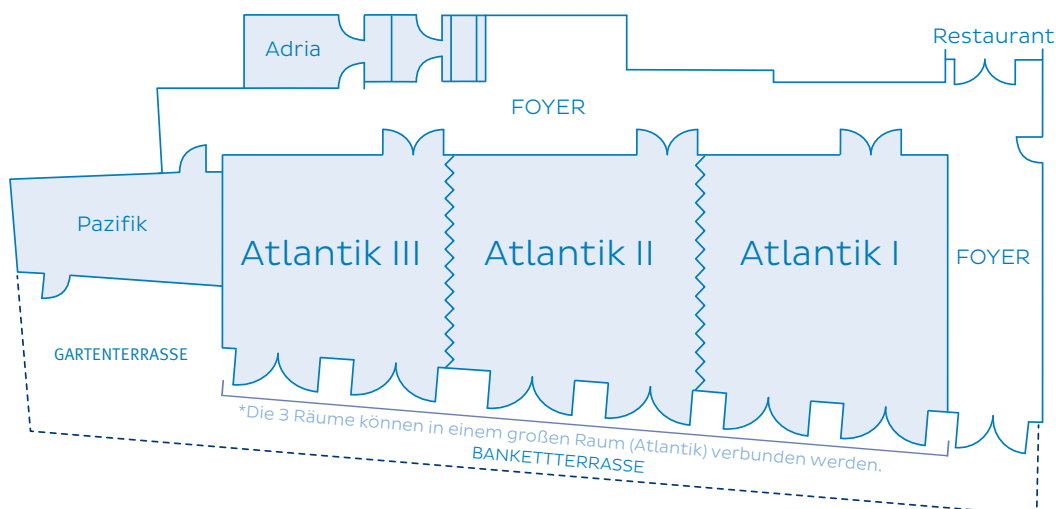 Restaurant
Adria
FOYER
Pazifik
Atlantik III
Atlantik II
Atlantik I
FOYER
GARTENTERRASSE
*Die 3 Räume können in einem großen Raum (Atlantik) verbunden werden.
BANKETTTERRASSE